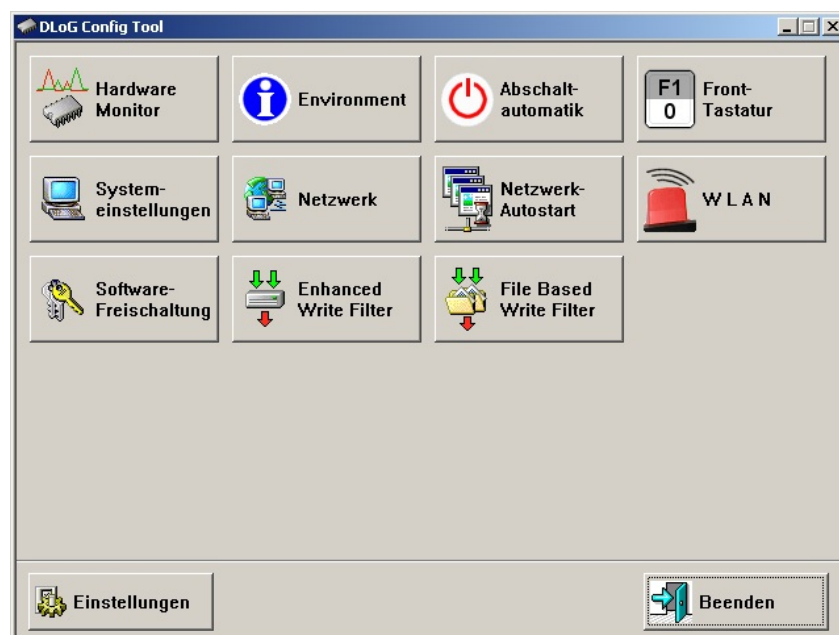 DLoG Config Tool
Hardware
Monitor
Environment
Abschalt-
automatik
F1
0
Front-
Tastatur
System-
einstellungen
Netzwerk
Netzwerk-
Autostart
W L A N
Software-
Freischaltung
Enhanced
Write Filter
File Based
Write Filter
Einstellungen
Beenden